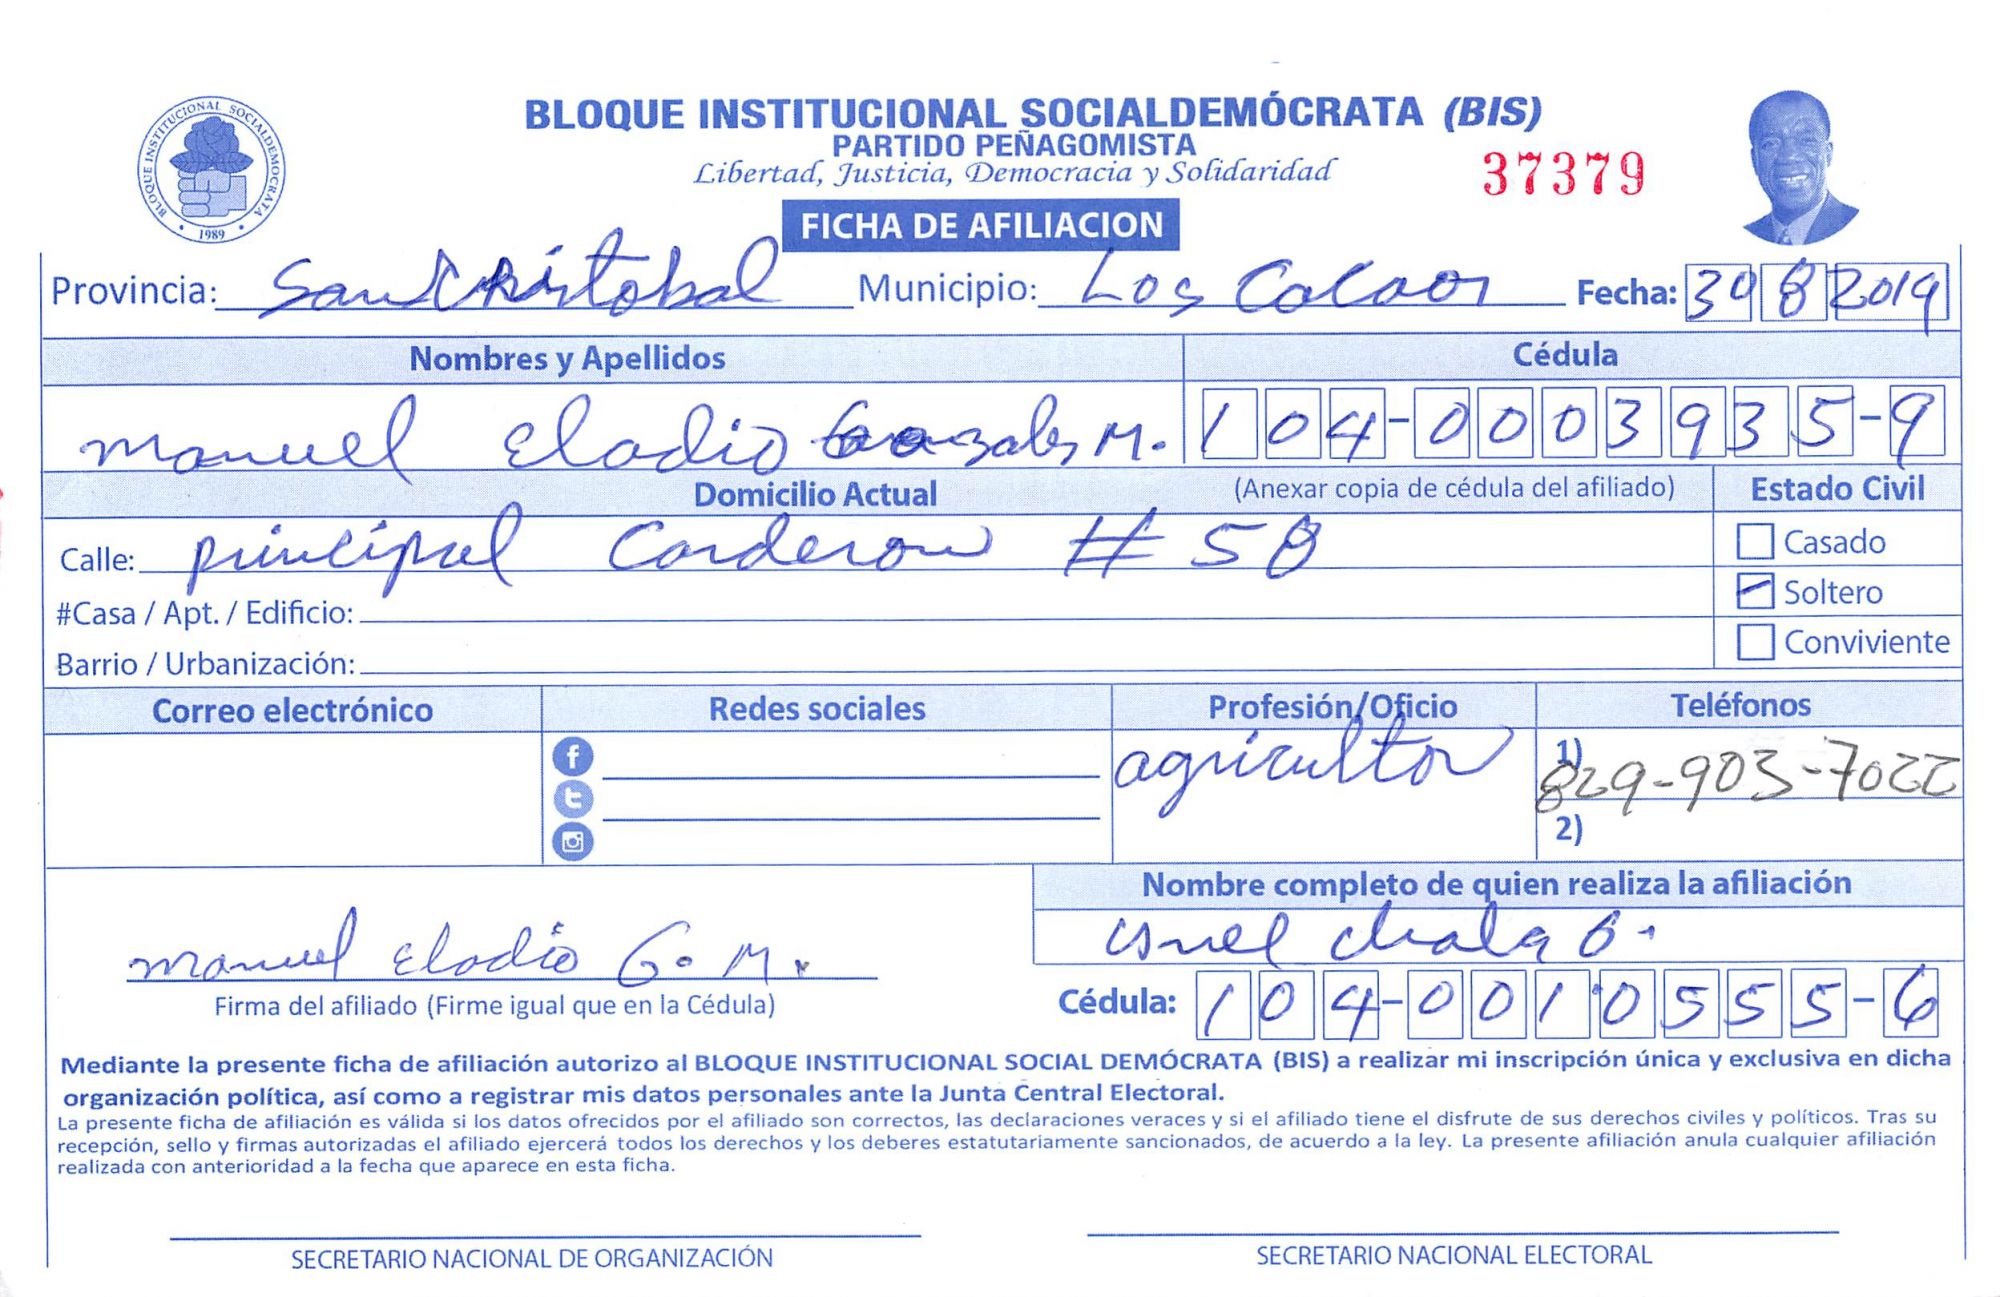 BLOQUE INSTITUCIONAL SOCIALDEMÓCRATA (BIS)
PARTIDO PEÑAGOMISTA
Libertad, Justicia, Democracia y Solidaridad
37379
BLOQUE INSTITUCIONAL SOCIALDEMOCRATA
1989
FICHA DE AFILIACION
Provincia: San Cristobal Municipio: Los Cacaos Fecha: 30 8 2019
Nombres y Apellidos Cédula
manuel Eladio Gonzales M. 104-0003935-9
Domicilio Actual (Anexar copia de cédula del afiliado) Estado Civil
Calle: principal Calderon # 58 Casado
#Casa / Apt. / Edificio: Soltero
Barrio / Urbanización: Conviviente
Correo electrónico Redes sociales Profesión/Oficio Teléfonos
agricultor 1) 829-903-7022
2)
Nombre completo de quien realiza la afiliación
manuel Eladio G. M.
Firma del afiliado (Firme igual que en la Cédula) Cédula: 104-0010555-6
Mediante la presente ficha de afiliación autorizo al BLOQUE INSTITUCIONAL SOCIAL DEMÓCRATA (BIS) a realizar mi inscripción única y exclusiva en dicha
organización política, así como a registrar mis datos personales ante la Junta Central Electoral.
La presente ficha de afiliación es válida si los datos ofrecidos por el afiliado son correctos, las declaraciones veraces y si el afiliado tiene el disfrute de sus derechos civiles y políticos. Tras su
recepción, sello y firmas autorizadas el afiliado ejercerá todos los derechos y los deberes estatutariamente sancionados, de acuerdo a la ley. La presente afiliación anula cualquier afiliación
realizada con anterioridad a la fecha que aparece en esta ficha.
SECRETARIO NACIONAL DE ORGANIZACIÓN SECRETARIO NACIONAL ELECTORAL